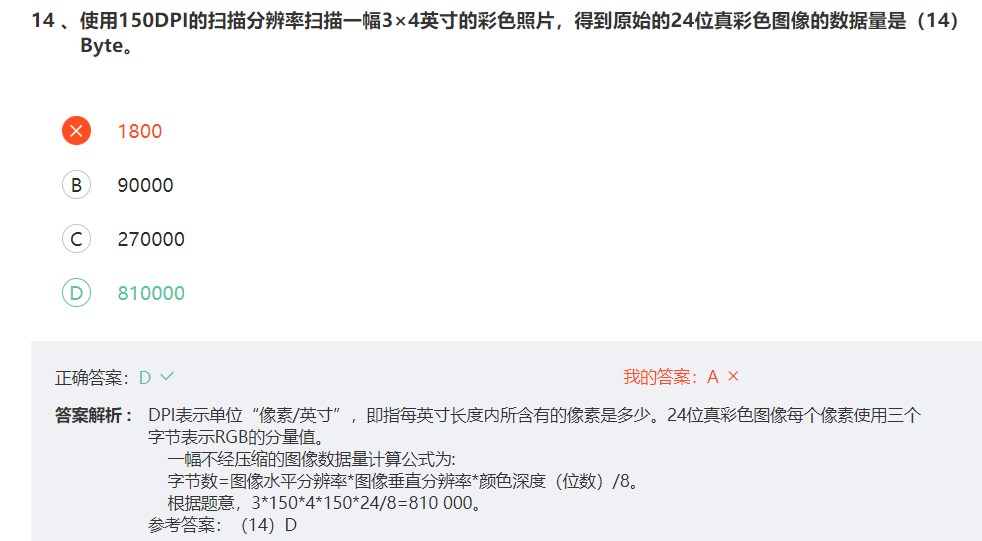 14 、使用150DPI的扫描分辨率扫描一幅3×4英寸的彩色照片，得到原始的24位真彩色图像的数据量是（14）
Byte。
× 1800
B 90000
C 270000
D 810000
正确答案：D ✓ 我的答案：A ×
答案解析： DPI表示单位“像素/英寸”，即指每英寸长度内所含有的像素是多少。24位真彩色图像每个像素使用三个
字节表示RGB的分量值。
一幅不经压缩的图像数据量计算公式为:
字节数=图像水平分辨率*图像垂直分辨率*颜色深度（位数）/8。
根据题意，3*150*4*150*24/8=810 000。
参考答案：（14）D